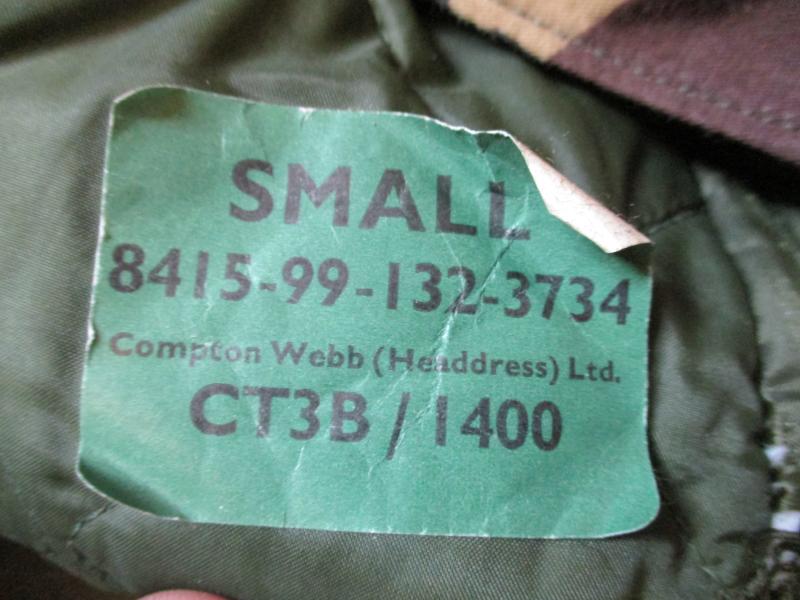 SMALL
8415-99-132-3734
Compton Webb (Headdress) Ltd.
CT3B / 1400